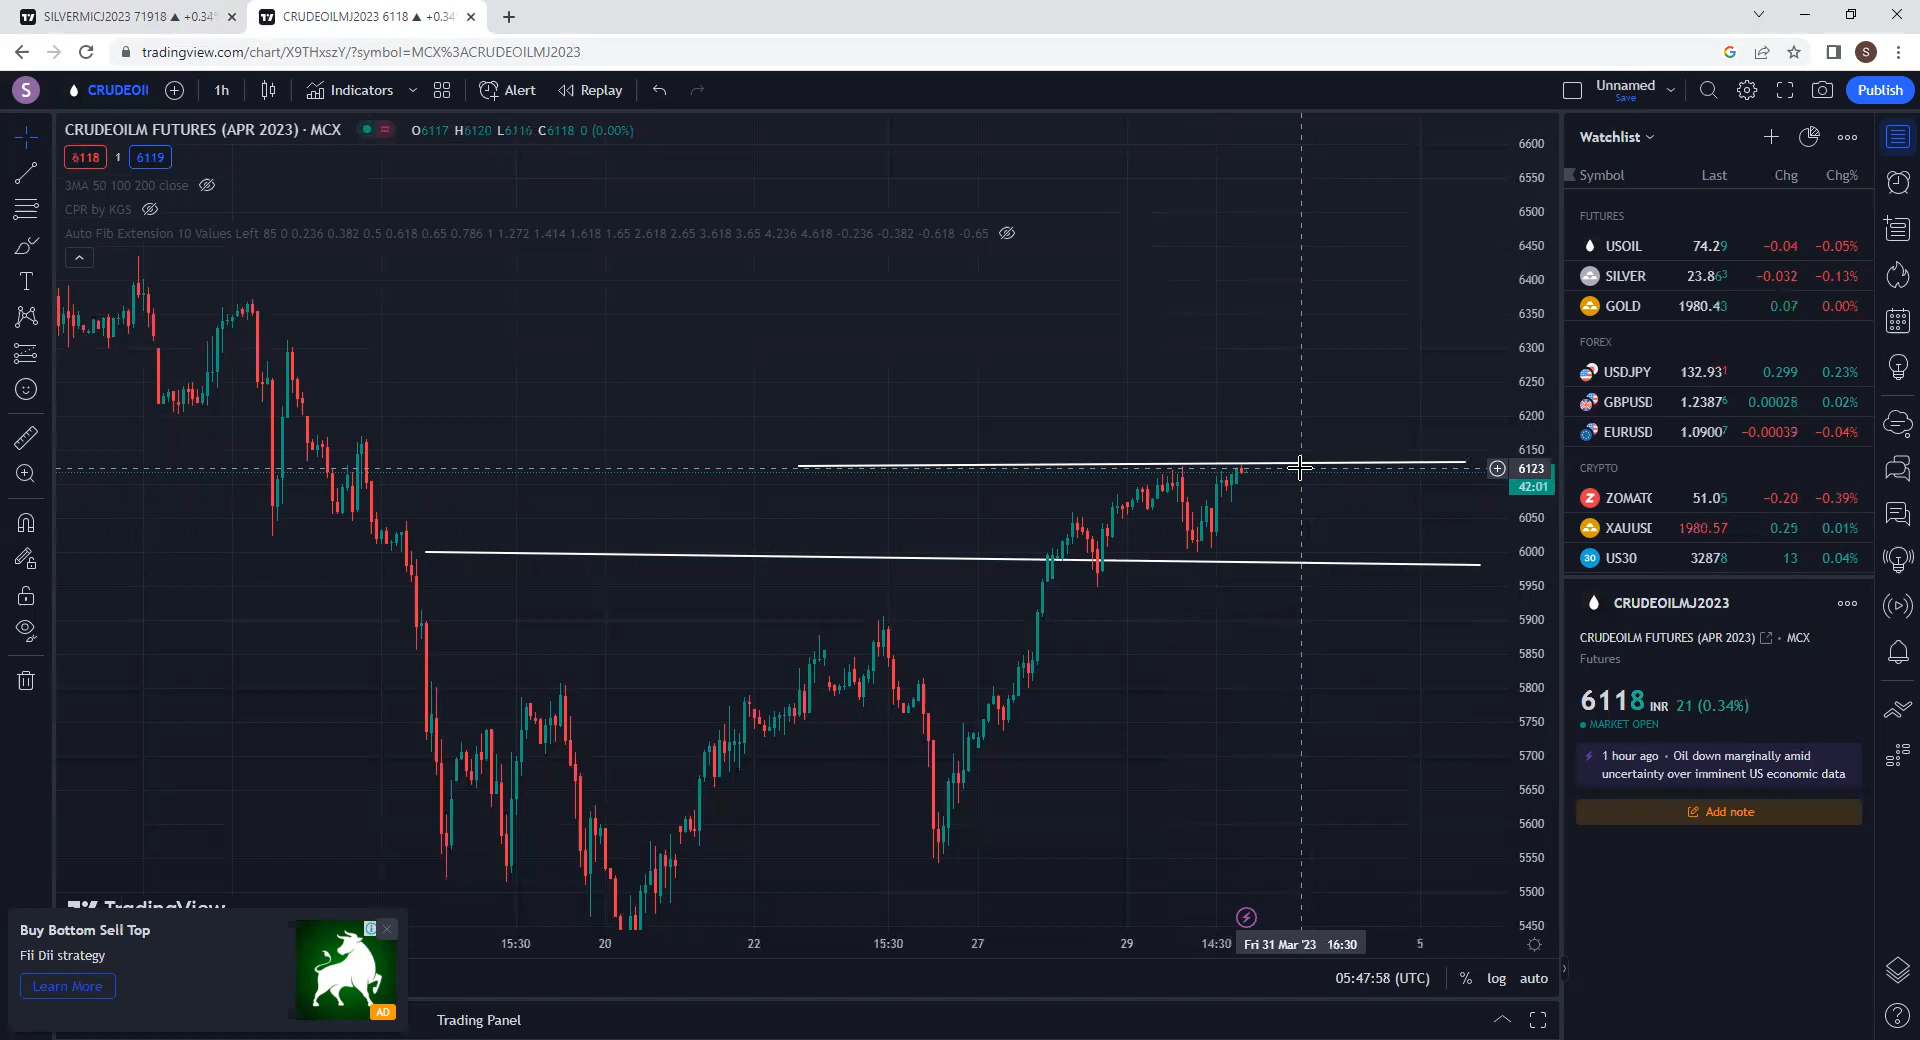 SILVERMICJ2023 71918 ▲ +0.34%
CRUDEOILMJ2023 6118 ▲ +0.34
tradingview.com/chart/X9THxszY/?symbol=MCX%3ACRUDEOILMJ2023
S
S
CRUDEOI
1h
Indicators
Alert
Replay
Unnamed
Save
Publish
CRUDEOILM FUTURES (APR 2023) · MCX
O6117 H6120 L6116 C6118 0 (0.00%)
6118 1 6119
3MA 50 100 200 close
CPR by KGS
Auto Fib Extension 10 Values Left 85 0 0.236 0.382 0.5 0.618 0.65 0.786 1 1.272 1.414 1.618 1.65 2.618 2.65 3.618 3.65 4.236 4.618 -0.236 -0.382 -0.618 -0.65
6600
6550
6500
6450
6400
6350
6300
6250
6200
6150
6123
42:01
6050
6000
5950
5900
5850
5800
5750
5700
5650
5600
5550
5500
5450
TradingView
15:30 20 22 15:30 27 29 14:30 Fri 31 Mar '23 16:30 5
05:47:58 (UTC) % log auto
Trading Panel
Buy Bottom Sell Top
Fii Dii strategy
Learn More
AD
Watchlist
Symbol Last Chg Chg%
FUTURES
USOIL 74.29 −0.04 −0.05%
SILVER 23.863 −0.032 −0.13%
GOLD 1980.43 0.07 0.00%
FOREX
USDJPY 132.931 0.299 0.23%
GBPUSD 1.23876 0.00028 0.02%
EURUSD 1.09007 −0.00039 −0.04%
CRYPTO
ZOMATO 51.05 −0.20 −0.39%
XAUUSD 1980.57 0.25 0.01%
30 US30 32878 13 0.04%
CRUDEOILMJ2023
CRUDEOILM FUTURES (APR 2023) · MCX
Futures
6118 INR 21 (0.34%)
MARKET OPEN
1 hour ago · Oil down marginally amid
uncertainty over imminent US economic data
Add note